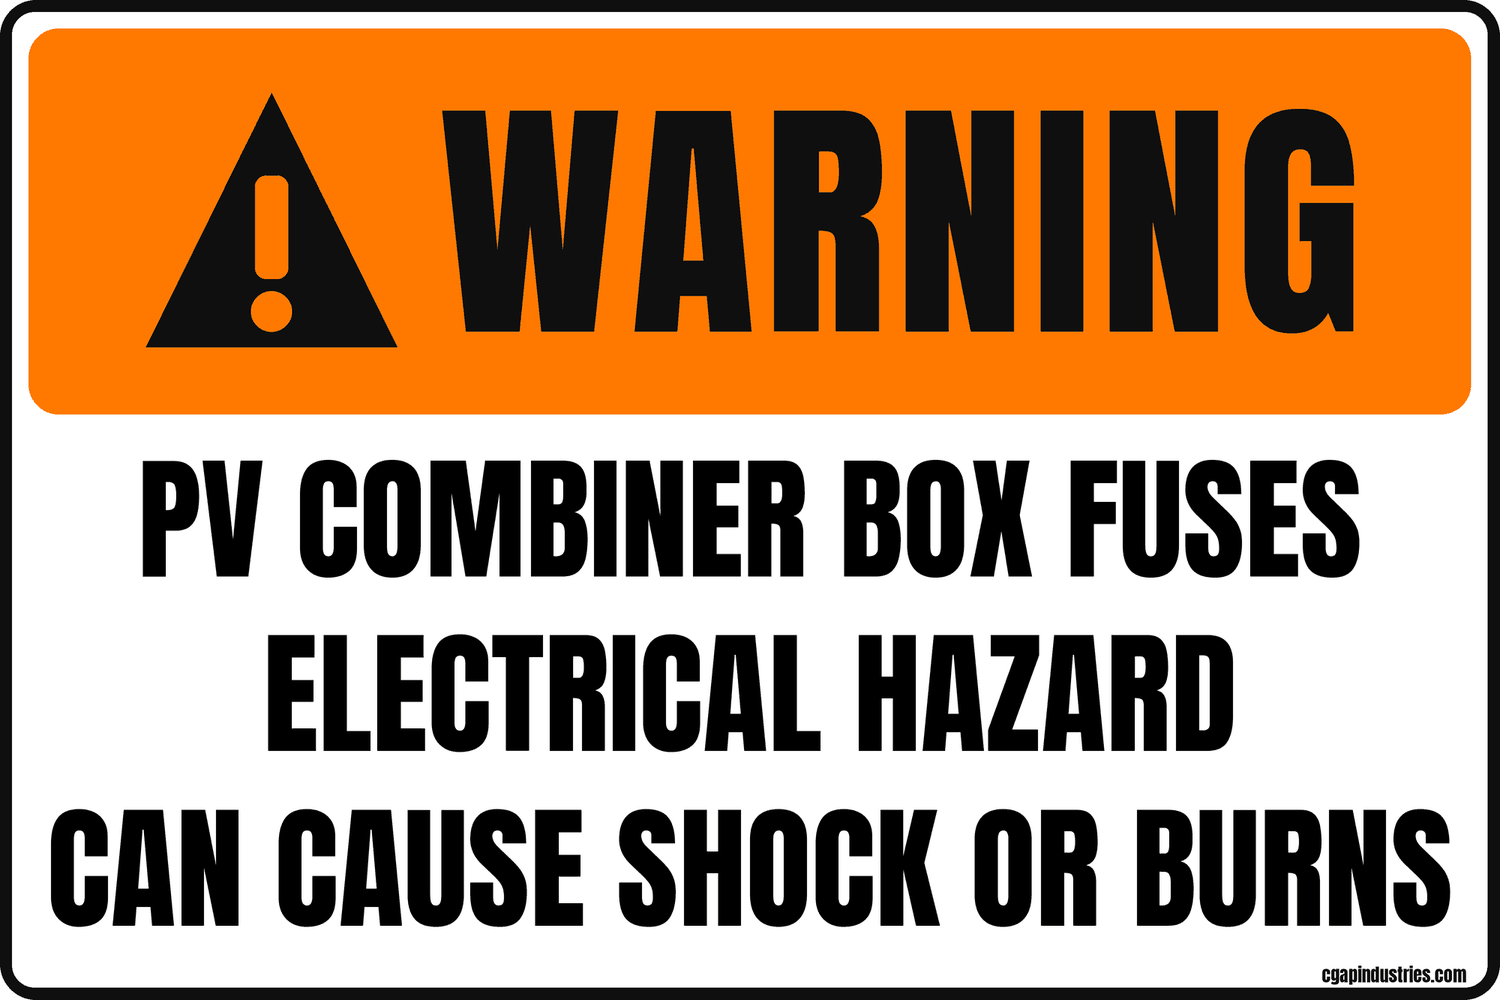 WARNING
PV COMBINER BOX FUSES
ELECTRICAL HAZARD
CAN CAUSE SHOCK OR BURNS
cgapindustries.com